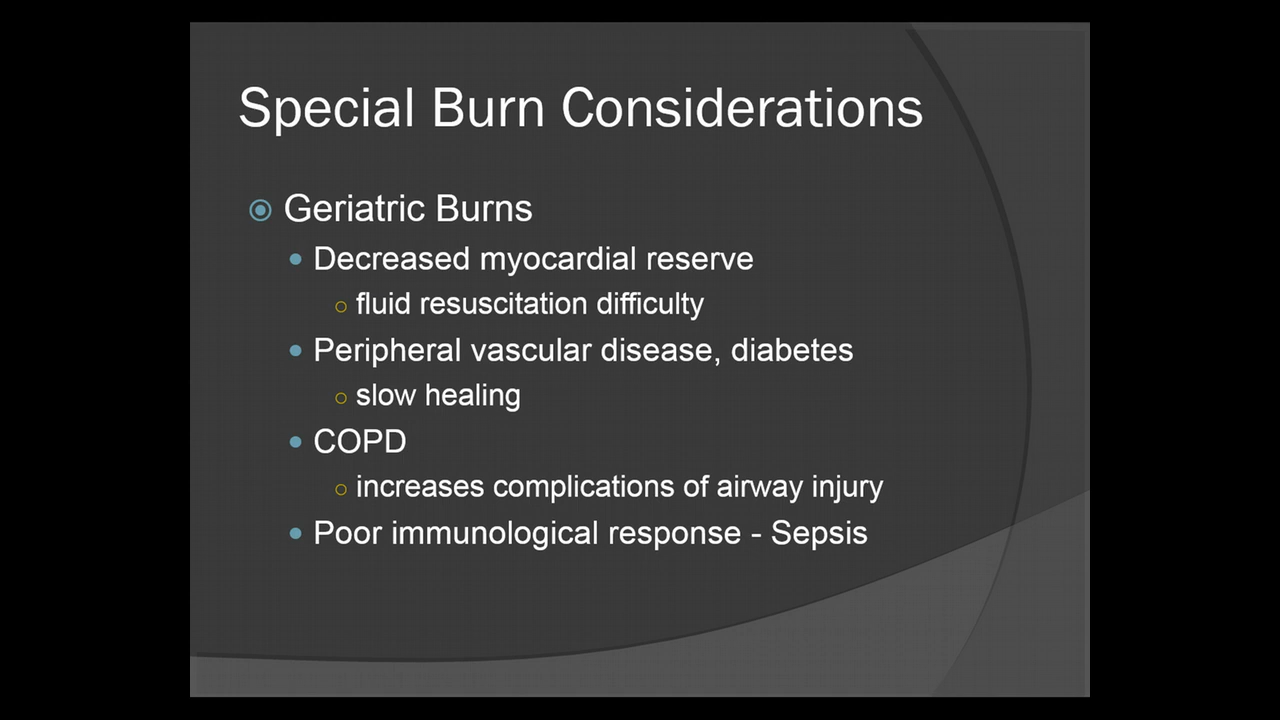 Special Burn Considerations
Geriatric Burns
Decreased myocardial reserve
fluid resuscitation difficulty
Peripheral vascular disease, diabetes
slow healing
COPD
increases complications of airway injury
Poor immunological response - Sepsis